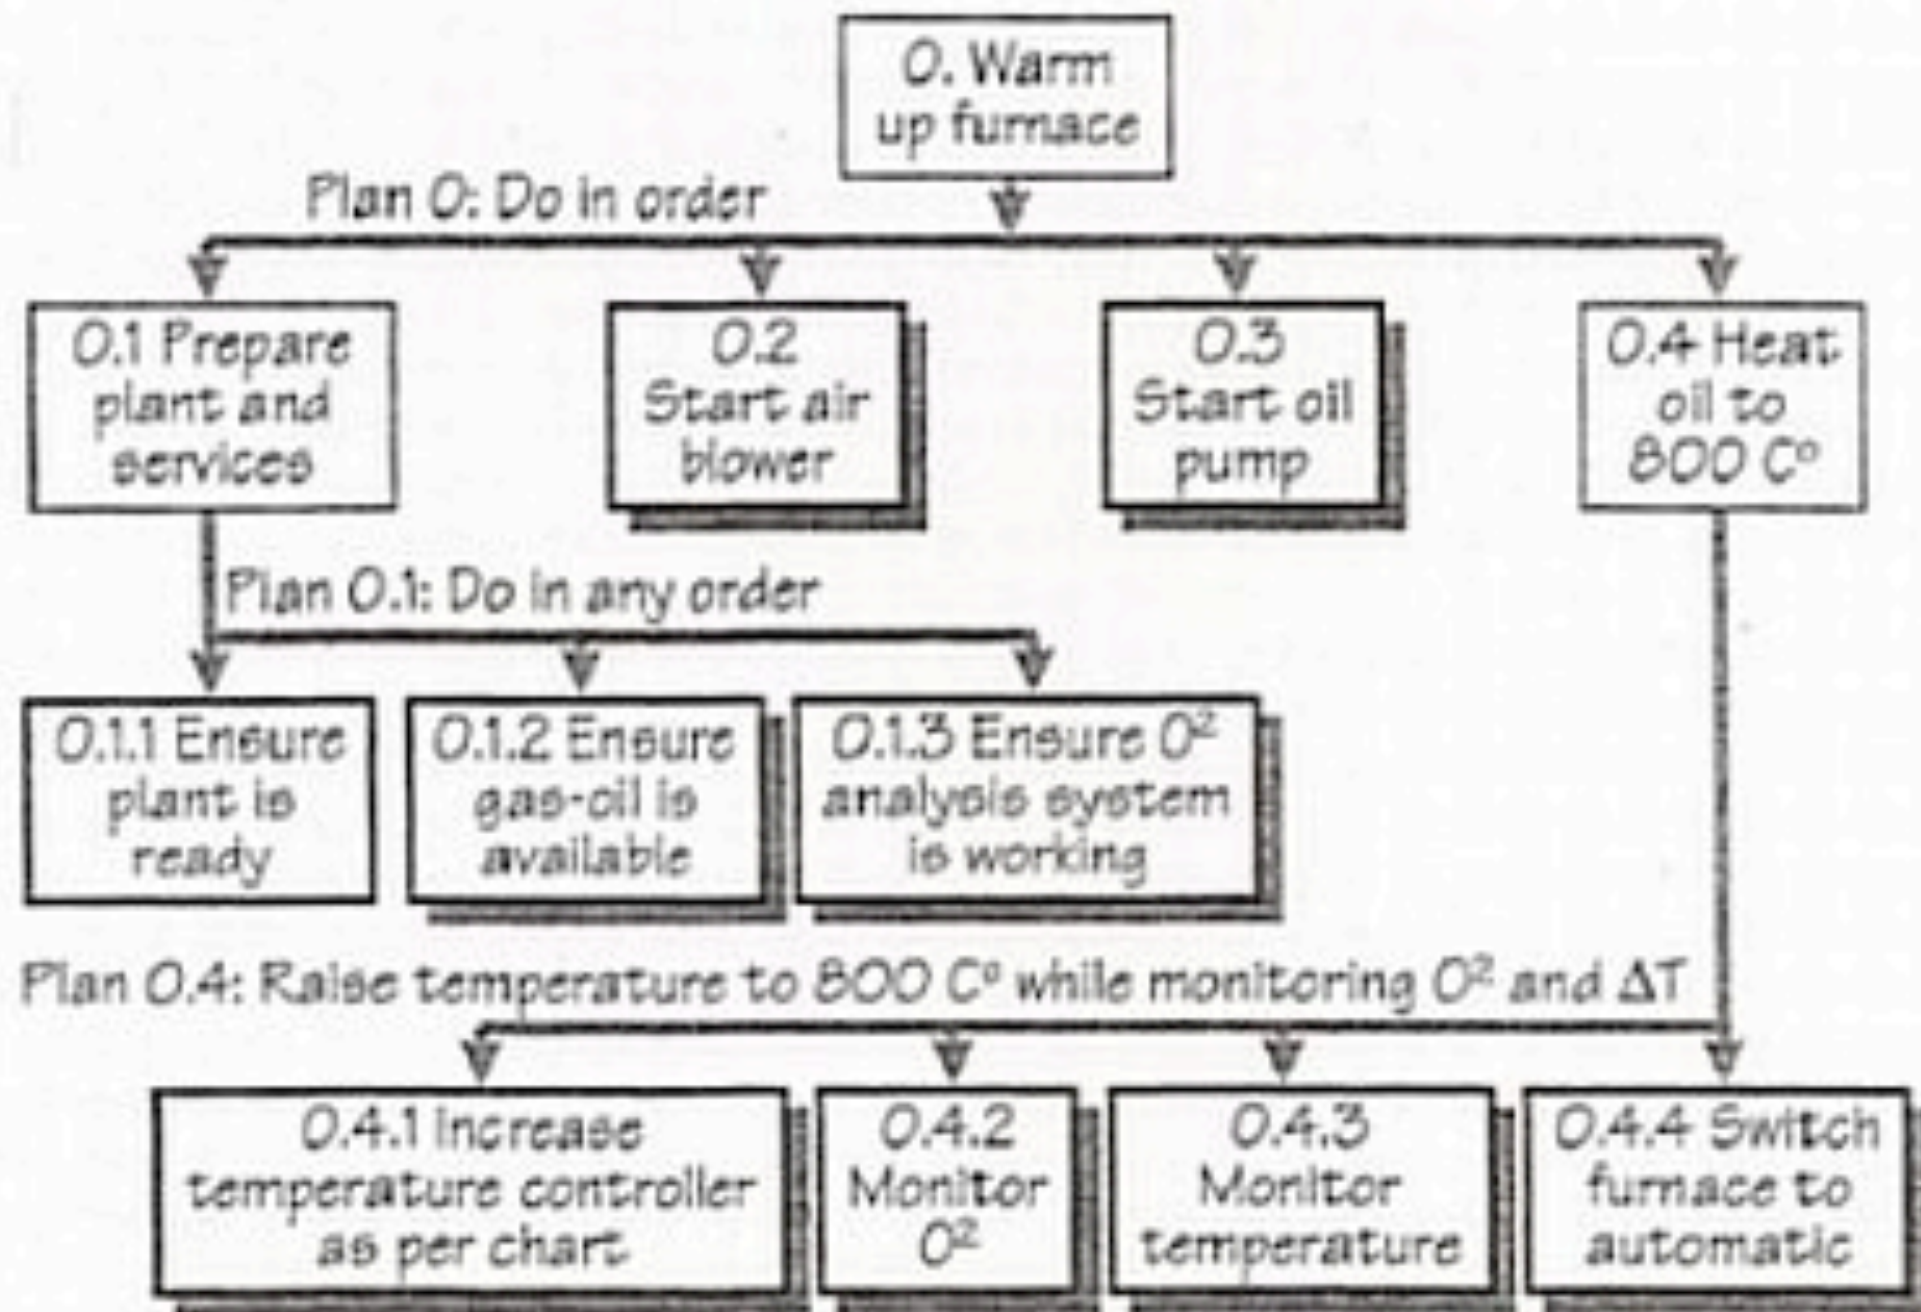 0. Warm
up furnace
Plan 0: Do in order
0.1 Prepare
plant and
services
0.2
Start air
blower
0.3
Start oil
pump
0.4 Heat
oil to
800 Cº
Plan 0.1: Do in any order
0.1.1 Ensure
plant is
ready
0.1.2 Ensure
gas-oil is
available
0.1.3 Ensure O²
analysis system
is working
Plan 0.4: Raise temperature to 800 Cº while monitoring O² and ΔT
0.4.1 Increase
temperature controller
as per chart
0.4.2
Monitor
O²
0.4.3
Monitor
temperature
0.4.4 Switch
furnace to
automatic